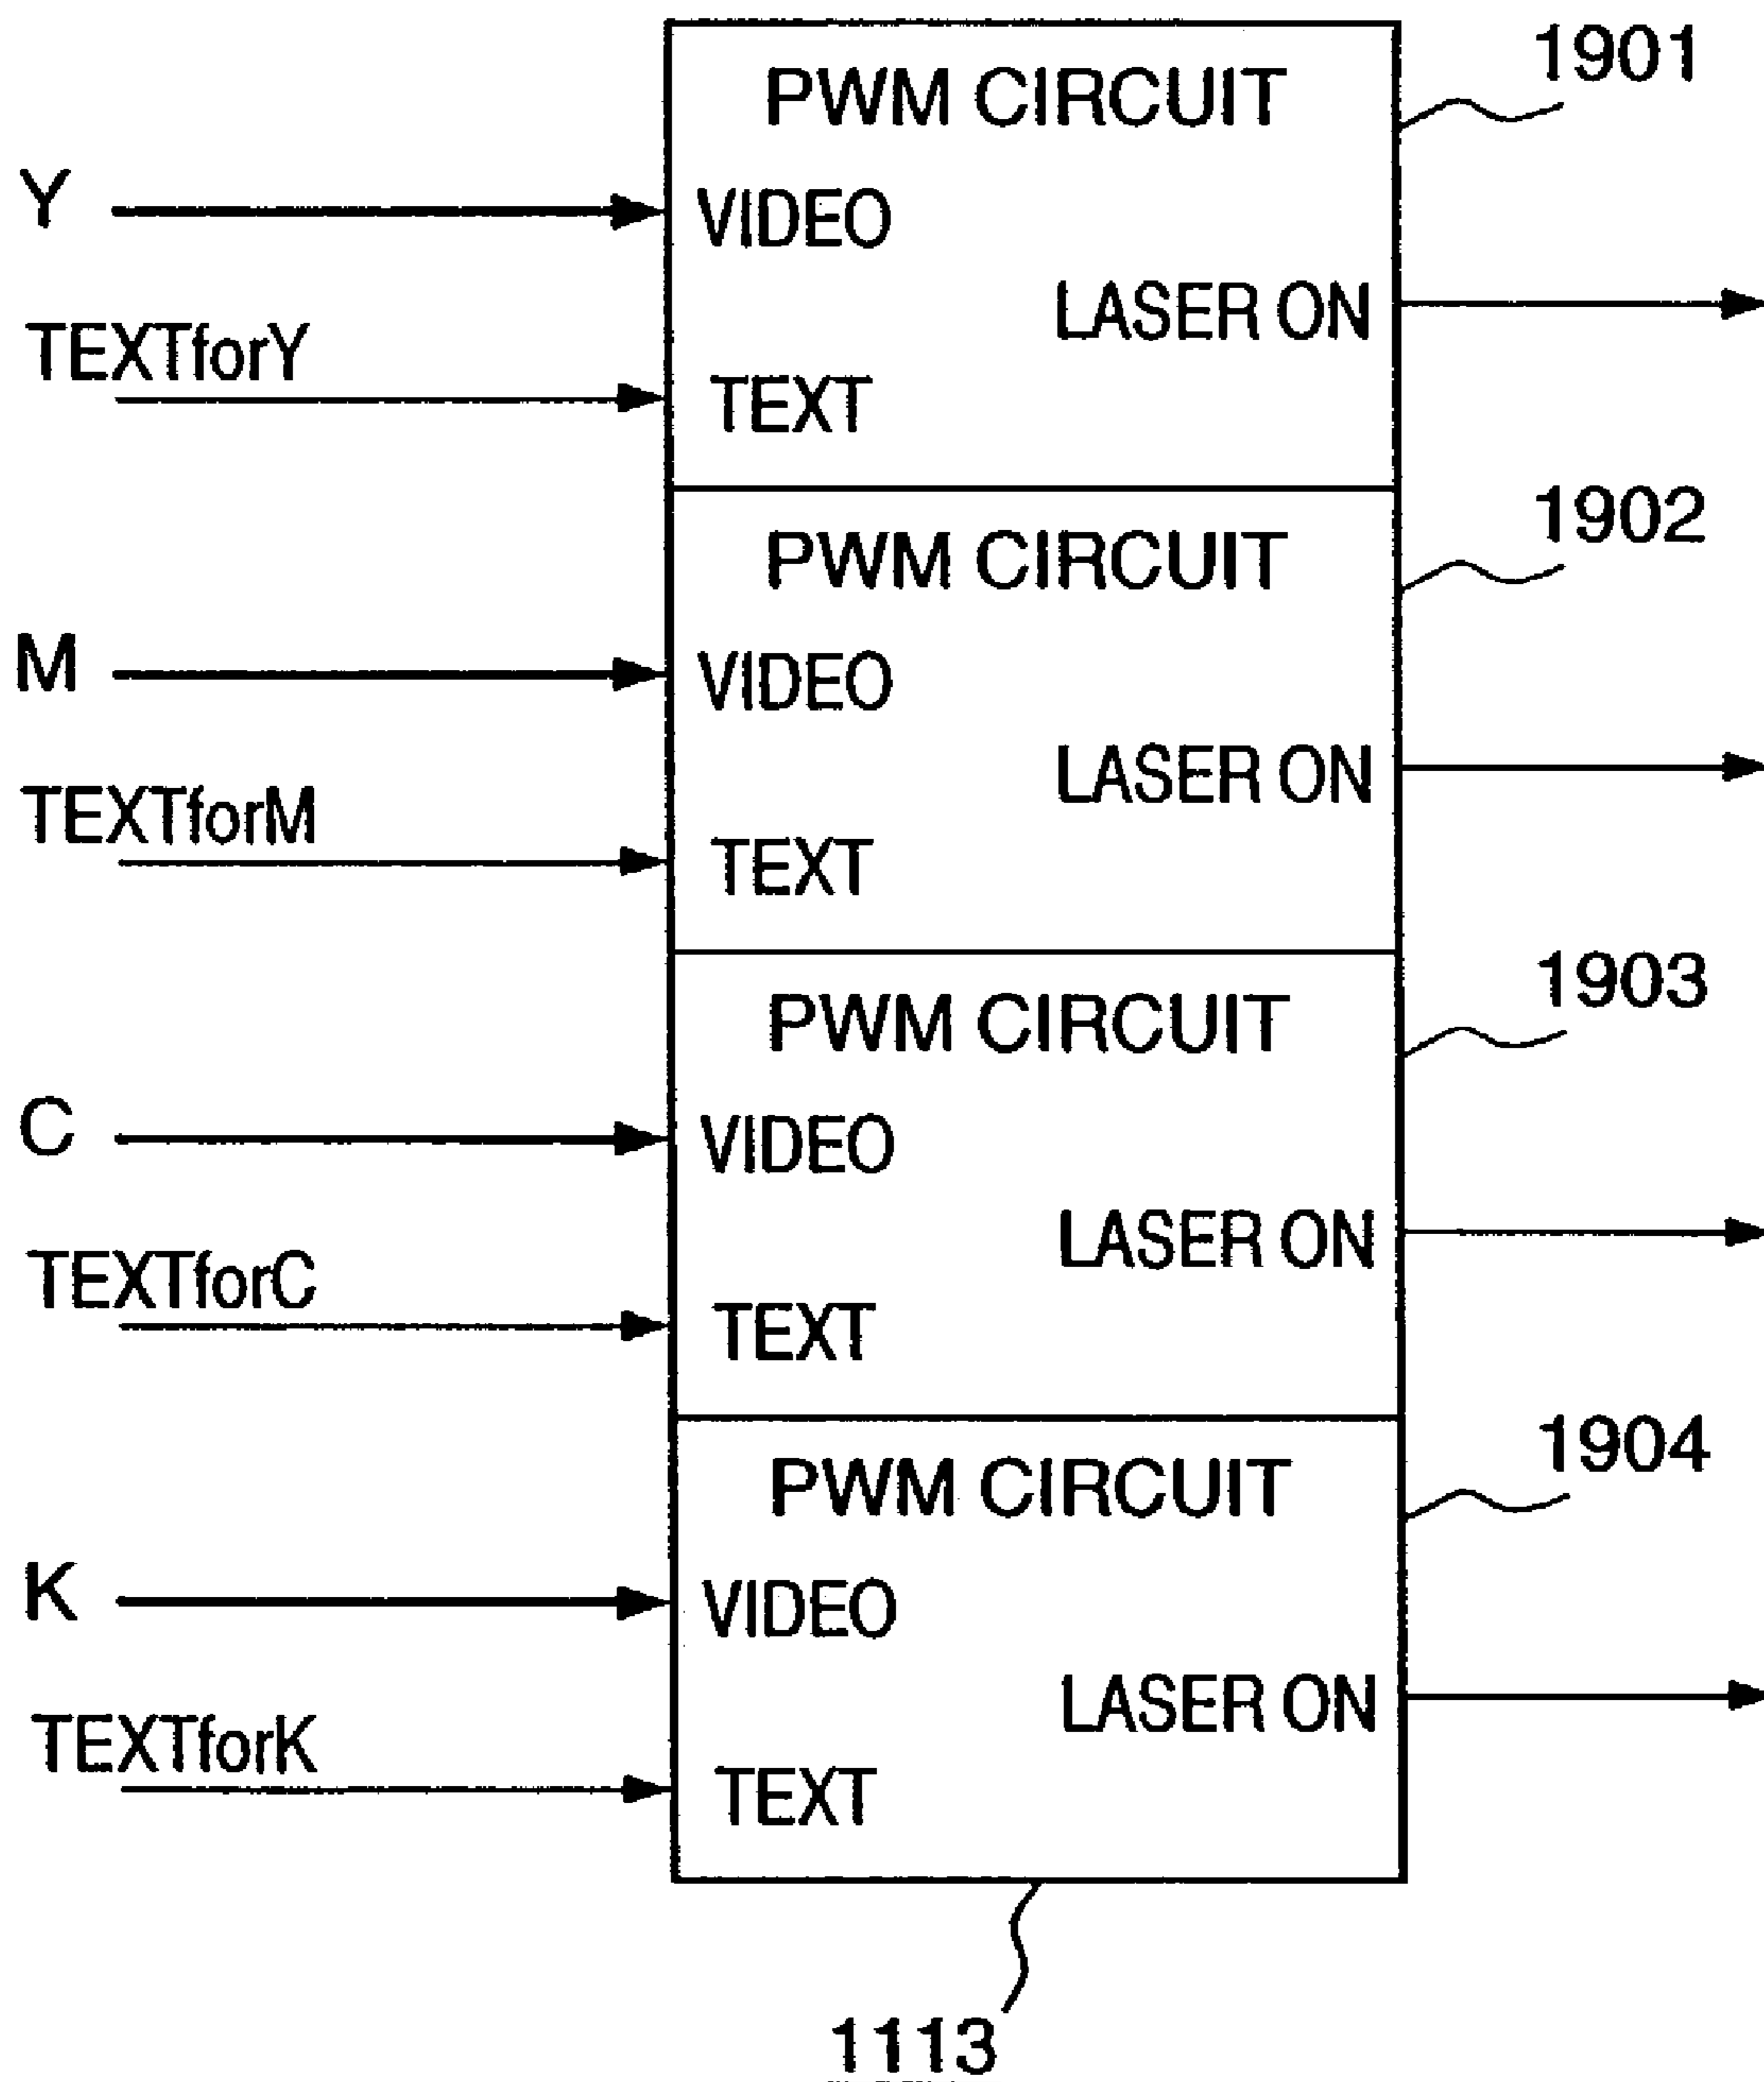 PWM CIRCUIT
1901
Y
VIDEO
LASER ON
TEXTforY
TEXT
PWM CIRCUIT
1902
M
VIDEO
LASER ON
TEXTforM
TEXT
PWM CIRCUIT
1903
C
VIDEO
LASER ON
TEXTforC
TEXT
PWM CIRCUIT
1904
K
VIDEO
LASER ON
TEXTforK
TEXT
1113